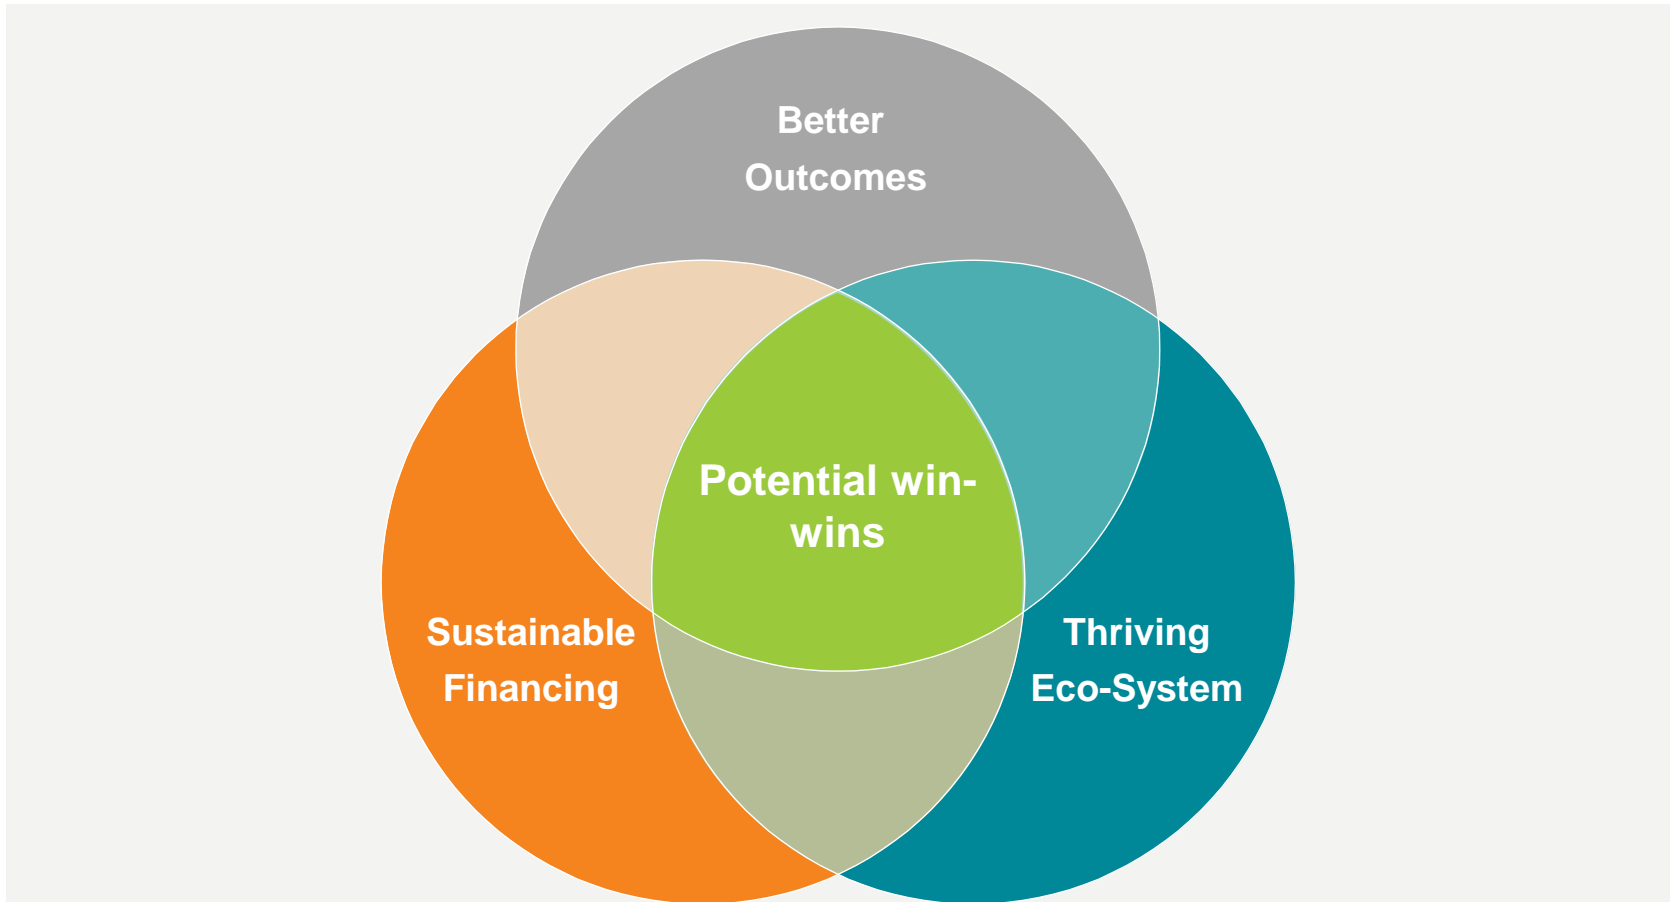 Better
Outcomes
Potential win-
wins
Sustainable
Financing
Thriving
Eco-System